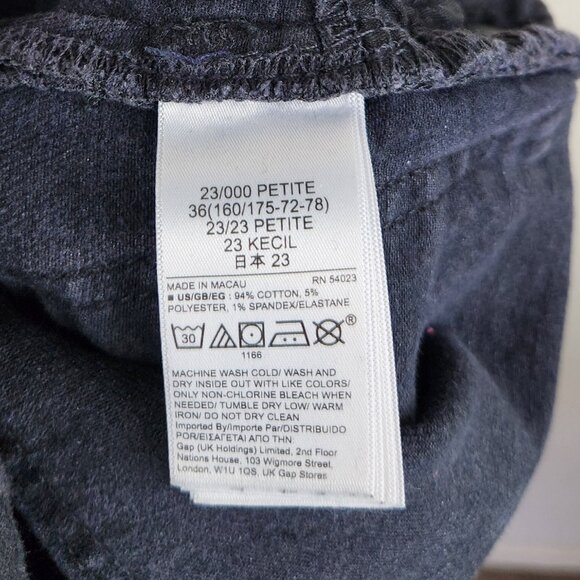 23/000 PETITE
36(160/175-72-78)
23/23 PETITE
23 KECIL
日本 23
MADE IN MACAU RN 54023
■ US/GB/EG : 94% COTTON, 5%
POLYESTER, 1% SPANDEX/ELASTANE
30 ®
1166
MACHINE WASH COLD/ WASH AND
DRY INSIDE OUT WITH LIKE COLORS/
ONLY NON-CHLORINE BLEACH WHEN
NEEDED/ TUMBLE DRY LOW/ WARM
IRON/ DO NOT DRY CLEAN
Imported By/Importe Par/DISTRIBUIDO
POR/ΕΙΣΑΓΕΤΑΙ ΑΠΟ ΤΗΝ
Gap (UK Holdings) Limited, 2nd Floor
Nations House, 103 Wigmore Street,
London, W1U 1QS, UK Gap Stores